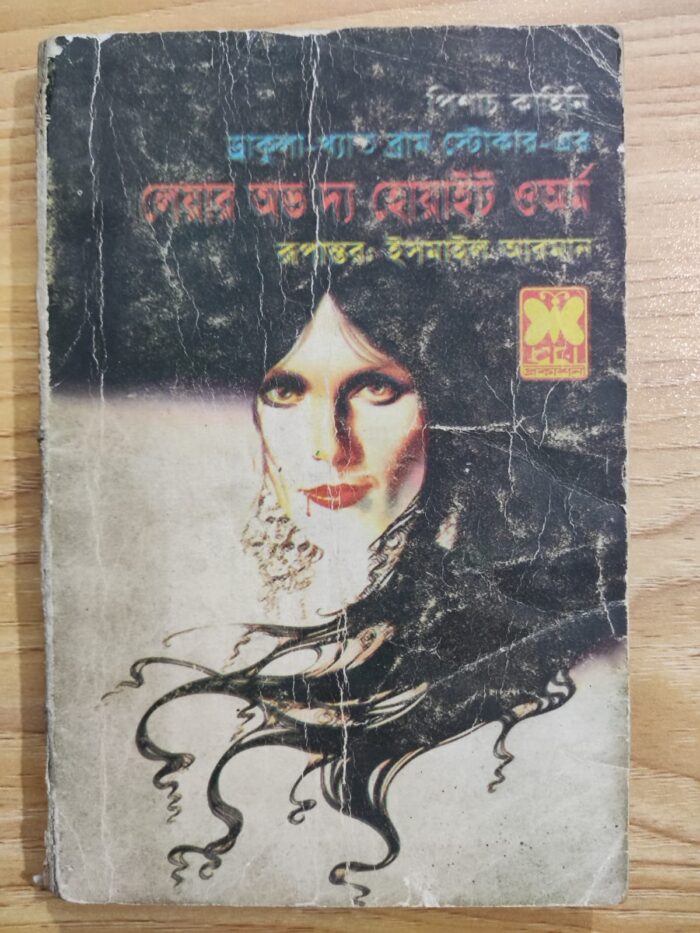 পিশাচ কাহিনি
ড্রাকুলা-খ্যাত ব্রাম স্টোকার-এর
লেয়ার অভ দ্য হোয়াইট ওঅর্ম
রূপান্তর: ইসমাইল আরমান
সেবা
প্রকাশনী